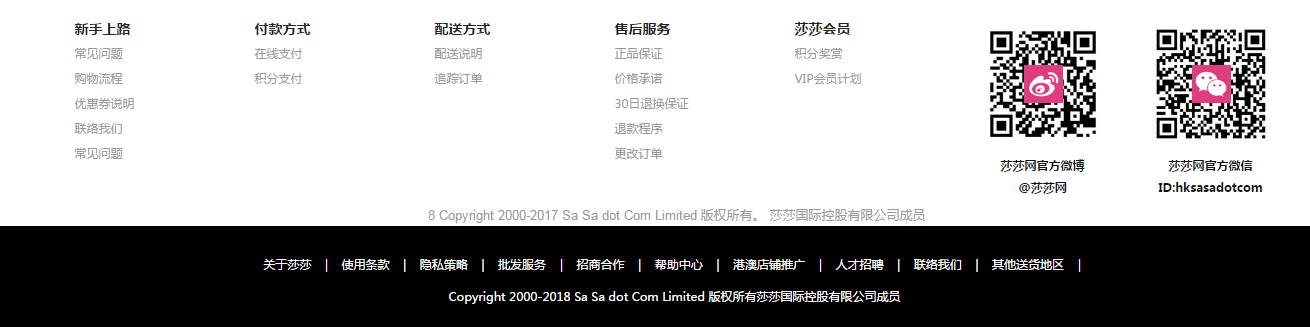 新手上路
常见问题
购物流程
优惠券说明
联络我们
常见问题
付款方式
在线支付
积分支付
配送方式
配送说明
追踪订单
售后服务
正品保证
价格承诺
30日退换保证
退款程序
更改订单
莎莎会员
积分奖赏
VIP会员计划
莎莎网官方微博
@莎莎网
莎莎网官方微信
ID:hksasadotcom
8 Copyright 2000-2017 Sa Sa dot Com Limited 版权所有。 莎莎国际控股有限公司成员
关于莎莎 | 使用条款 | 隐私策略 | 批发服务 | 招商合作 | 帮助中心 | 港澳店铺推广 | 人才招聘 | 联络我们 | 其他送货地区 |
Copyright 2000-2018 Sa Sa dot Com Limited 版权所有莎莎国际控股有限公司成员